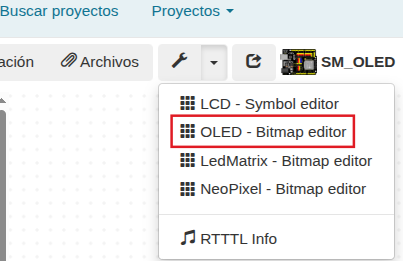 Buscar proyectos Proyectos
ación Archivos SM_OLED
LCD - Symbol editor
OLED - Bitmap editor
LedMatrix - Bitmap editor
NeoPixel - Bitmap editor
RTTTL Info